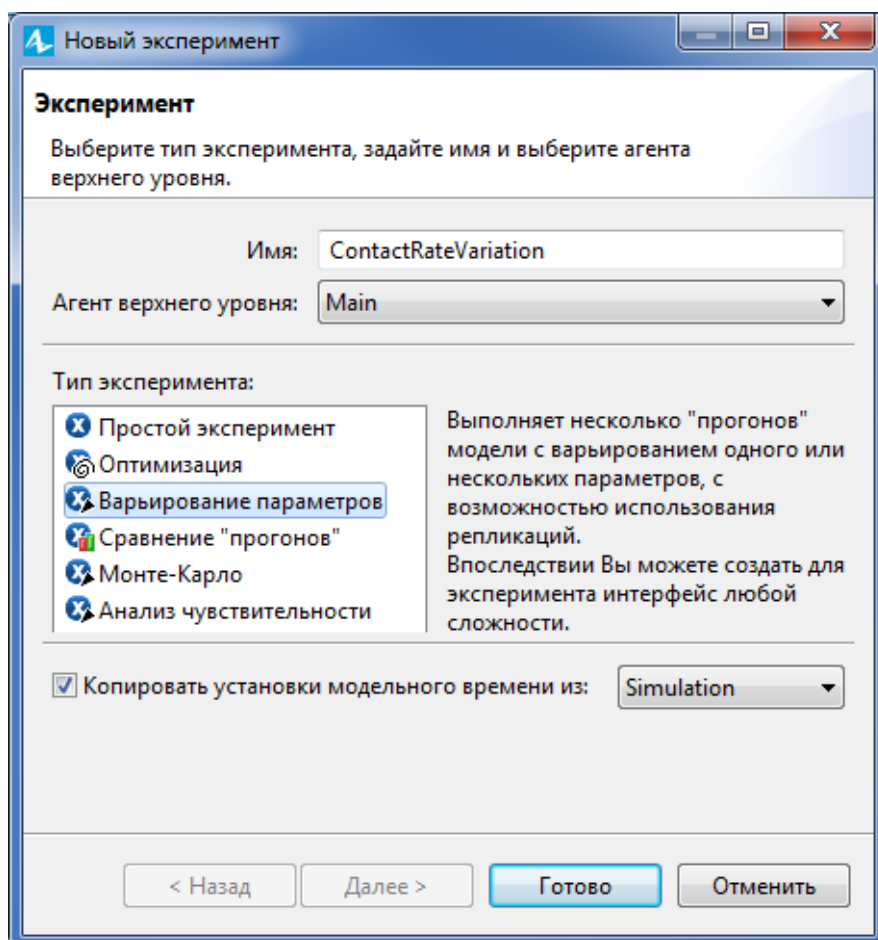 Новый эксперимент
Эксперимент
Выберите тип эксперимента, задайте имя и выберите агента
верхнего уровня.
Имя: ContactRateVariation
Агент верхнего уровня: Main
Тип эксперимента:
Простой эксперимент
Оптимизация
Варьирование параметров
Сравнение "прогонов"
Монте-Карло
Анализ чувствительности
Выполняет несколько "прогонов"
модели с варьированием одного или
нескольких параметров, с
возможностью использования
репликаций.
Впоследствии Вы можете создать для
эксперимента интерфейс любой
сложности.
Копировать установки модельного времени из: Simulation
< Назад Далее > Готово Отменить